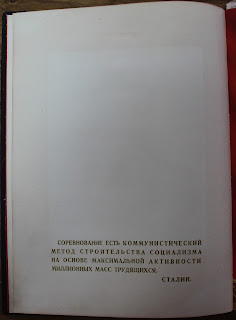 СОРЕВНОВАНИЕ ЕСТЬ КОММУНИСТИЧЕСКИЙ
МЕТОД СТРОИТЕЛЬСТВА СОЦИАЛИЗМА
НА ОСНОВЕ МАКСИМАЛЬНОЙ АКТИВНОСТИ
МИЛЛИОННЫХ МАСС ТРУДЯЩИХСЯ.
СТАЛИН.